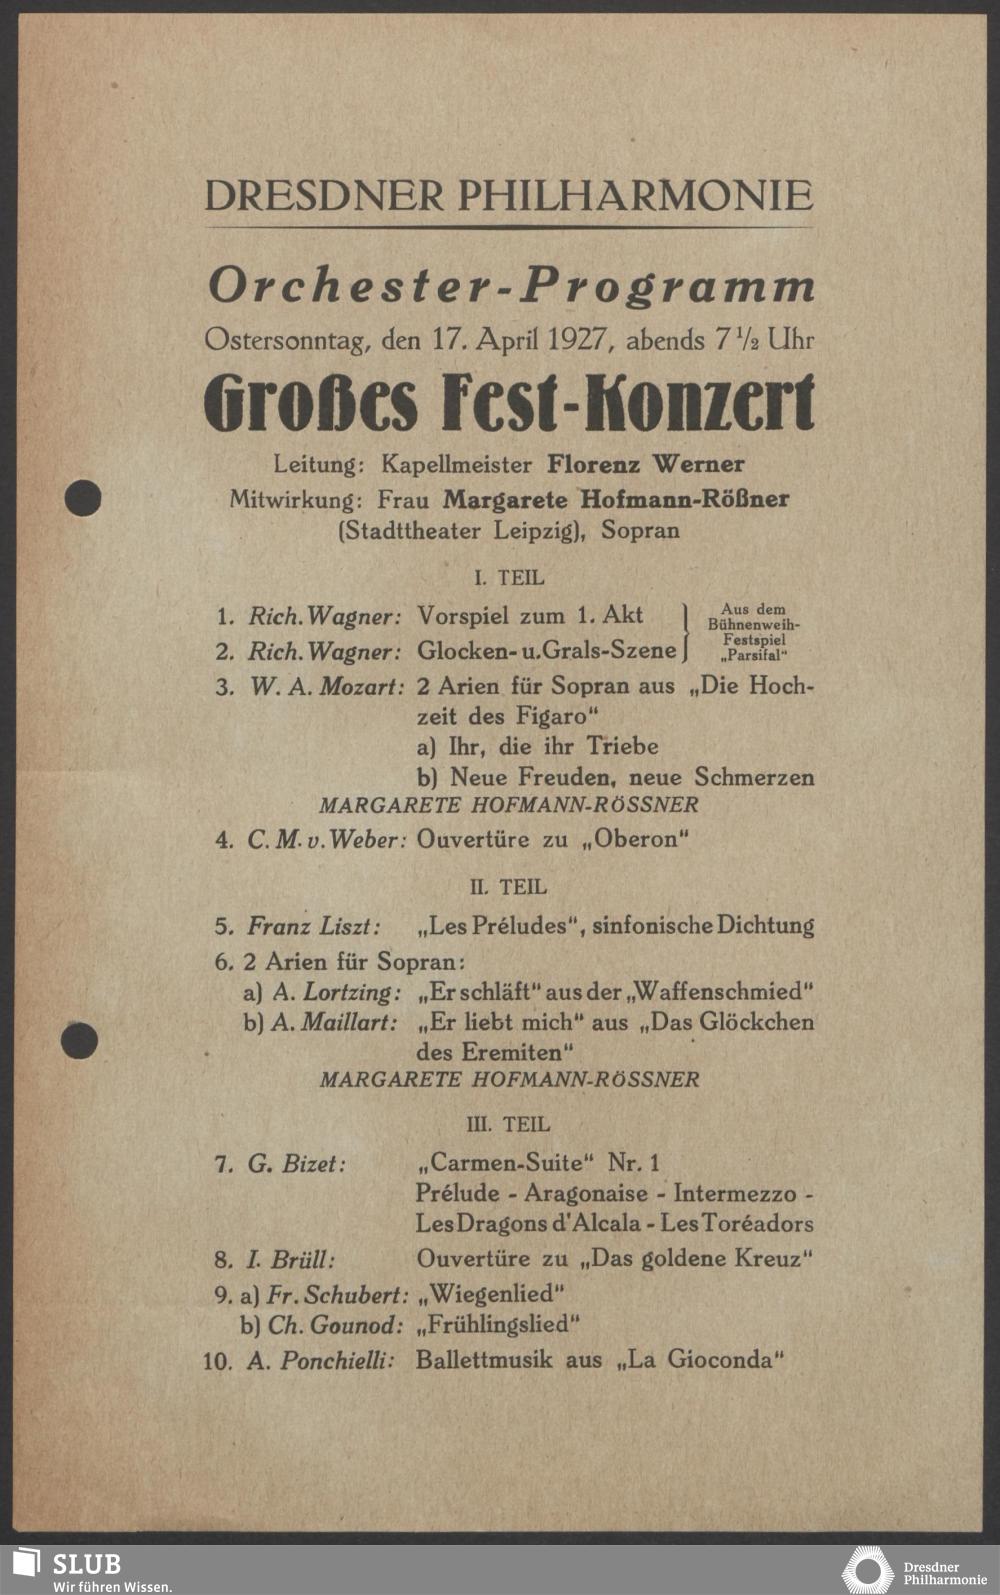 DRESDNER PHILHARMONIE
Orchester-Programm
Ostersonntag, den 17. April 1927, abends 7 1/2 Uhr
Großes Fest-Konzert
Leitung: Kapellmeister Florenz Werner
Mitwirkung: Frau Margarete Hofmann-Rößner
(Stadttheater Leipzig), Sopran
I. TEIL
1. Rich. Wagner: Vorspiel zum 1. Akt
2. Rich. Wagner: Glocken- u. Grals-Szene
Aus dem
Bühnenweih-
Festspiel
„Parsifal“
3. W. A. Mozart: 2 Arien für Sopran aus „Die Hoch-
zeit des Figaro“
a) Ihr, die ihr Triebe
b) Neue Freuden, neue Schmerzen
MARGARETE HOFMANN-RÖSSNER
4. C. M. v. Weber: Ouvertüre zu „Oberon“
II. TEIL
5. Franz Liszt: „Les Préludes“, sinfonische Dichtung
6. 2 Arien für Sopran:
a) A. Lortzing: „Er schläft“ aus der „Waffenschmied“
b) A. Maillart: „Er liebt mich“ aus „Das Glöckchen
des Eremiten“
MARGARETE HOFMANN-RÖSSNER
III. TEIL
7. G. Bizet: „Carmen-Suite“ Nr. 1
Prélude - Aragonaise - Intermezzo -
Les Dragons d'Alcala - Les Toréadors
8. I. Brüll: Ouvertüre zu „Das goldene Kreuz“
9. a) Fr. Schubert: „Wiegenlied“
b) Ch. Gounod: „Frühlingslied“
10. A. Ponchielli: Ballettmusik aus „La Gioconda“
SLUB
Wir führen Wissen.
Dresdner
Philharmonie